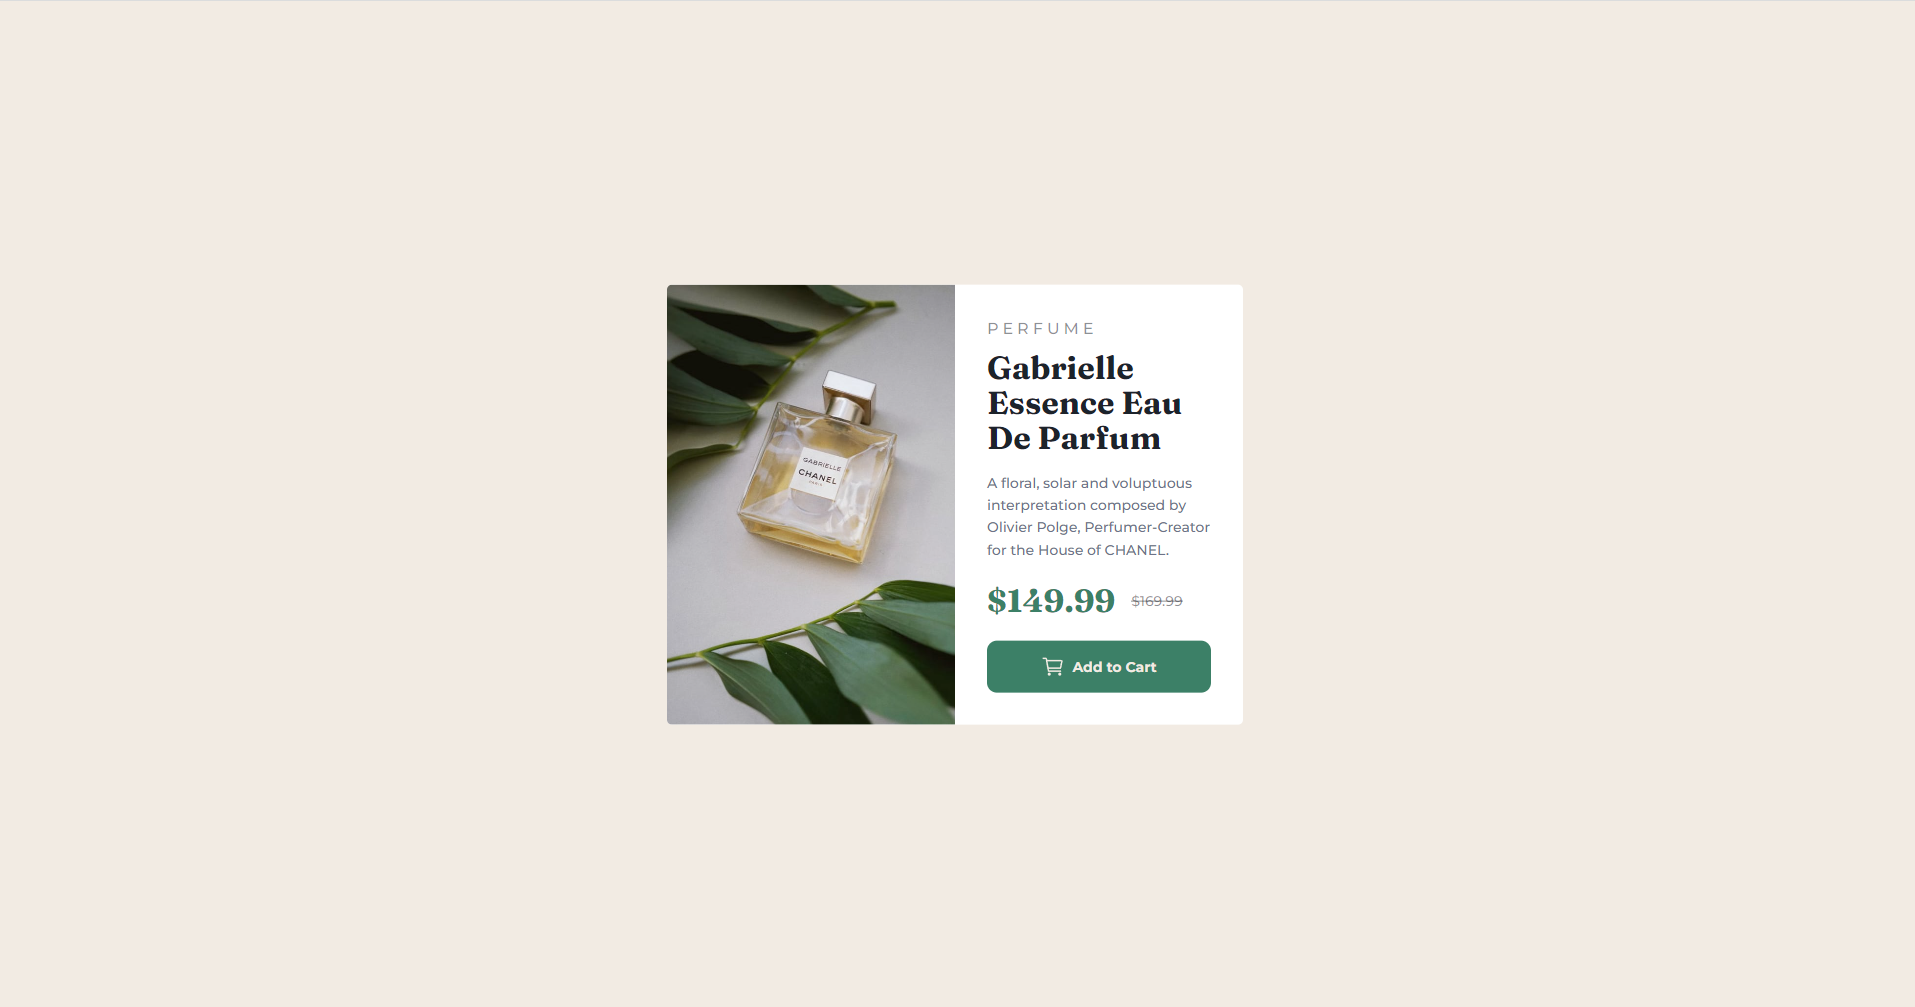 GABRIELLE
CHANEL
PARIS
PERFUME
Gabrielle
Essence Eau
De Parfum
A floral, solar and voluptuous
interpretation composed by
Olivier Polge, Perfumer-Creator
for the House of CHANEL.
$149.99 $169.99
Add to Cart